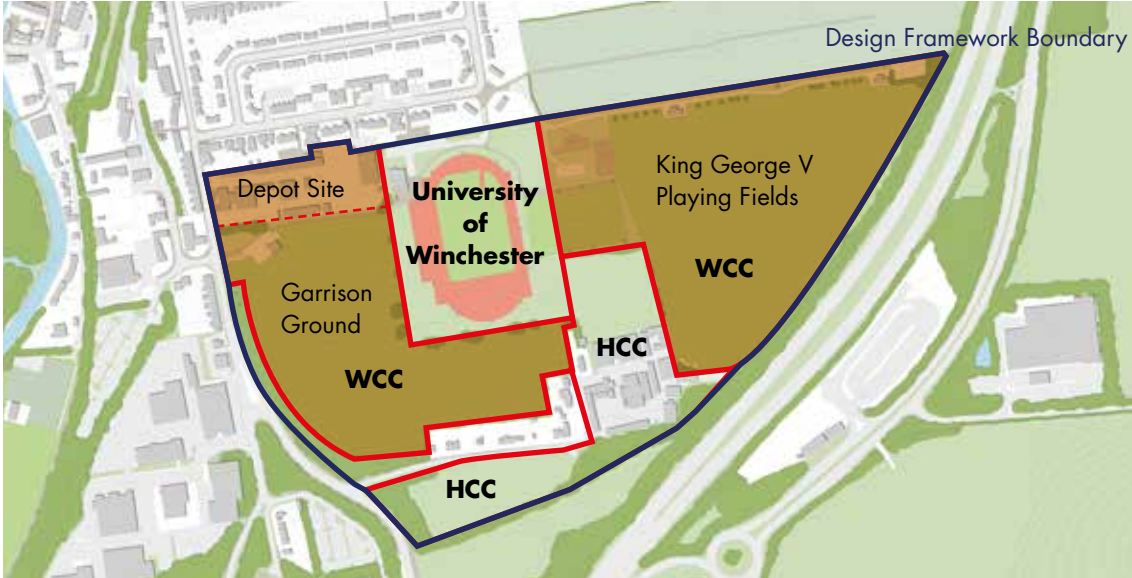 Design Framework Boundary
Depot Site
University
of
Winchester
King George V
Playing Fields
WCC
Garrison
Ground
WCC
HCC
HCC